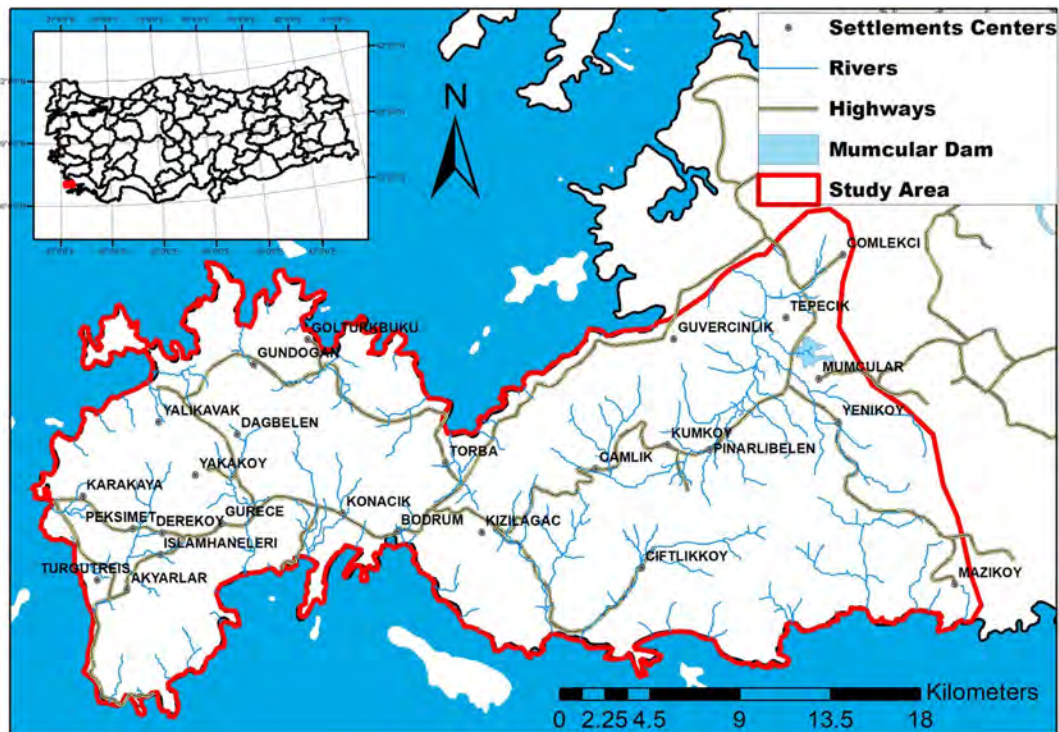 Settlements Centers
Rivers
Highways
Mumcular Dam
Study Area
N
COMLEKCI
TEPECIK
GOLTURKBUKU
GUVERCINLIK
GUNDOGAN
MUMCULAR
YALIKAVAK
YENIKOY
DAGBELEN
KUMKOY
PINARLIBELEN
TORBA
CAMLIK
YAKAKOY
KARAKAYA
GURECE
KONACIK
PEKSIMET
DEREKOY
BODRUM
KIZILAGAC
ISLAMHANELERI
TURGUTREIS
CIFTLIKKOY
AKYARLAR
MAZIKOY
Kilometers
0 2.25 4.5 9 13.5 18